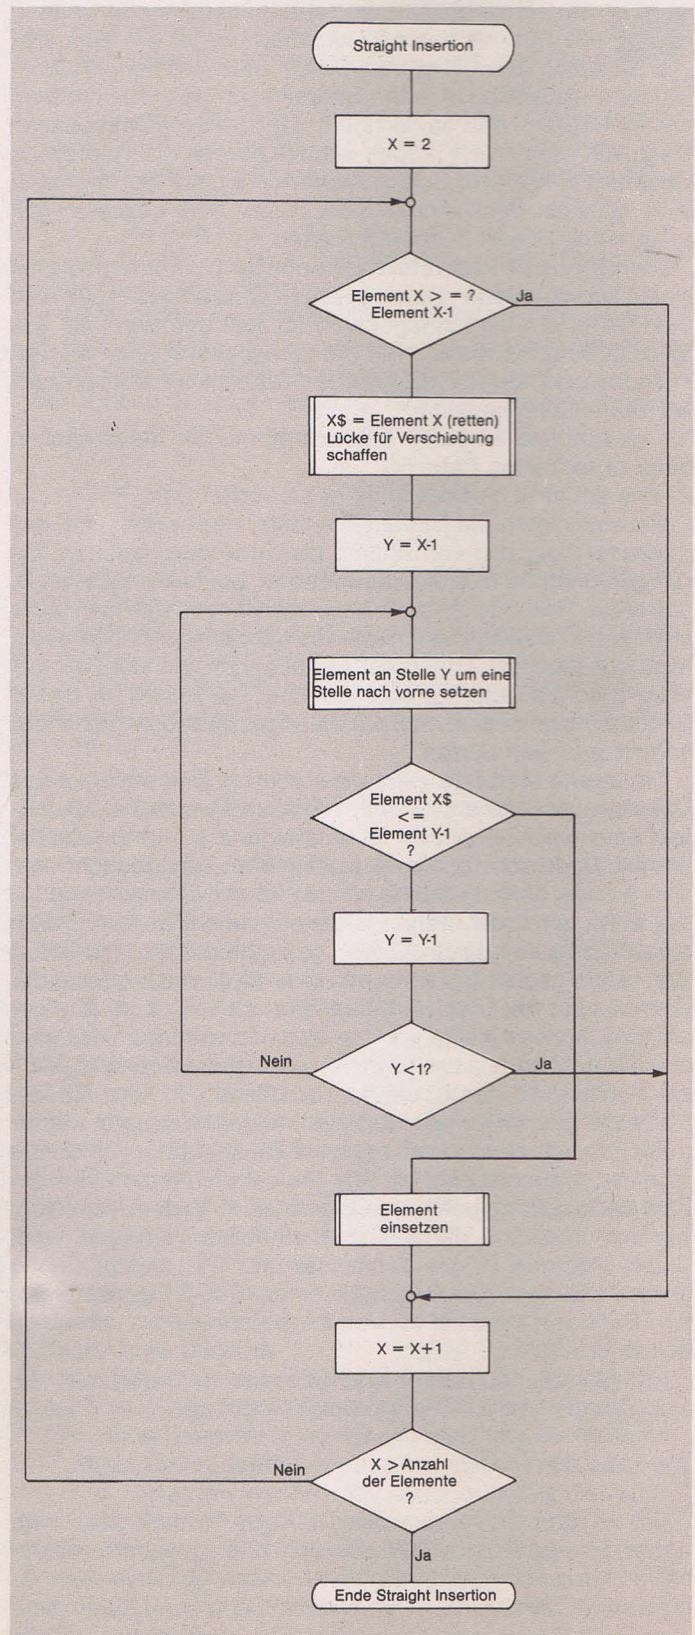 Straight Insertion
X = 2
Element X > = ?
Element X-1
Ja
X$ = Element X (retten)
Lücke für Verschiebung
schaffen
Y = X-1
Element an Stelle Y um eine
Stelle nach vorne setzen
Element X$
<=
Element Y-1
?
Y = Y-1
Nein
Y<1?
Ja
Element
einsetzen
X = X+1
Nein
X > Anzahl
der Elemente
?
Ja
Ende Straight Insertion